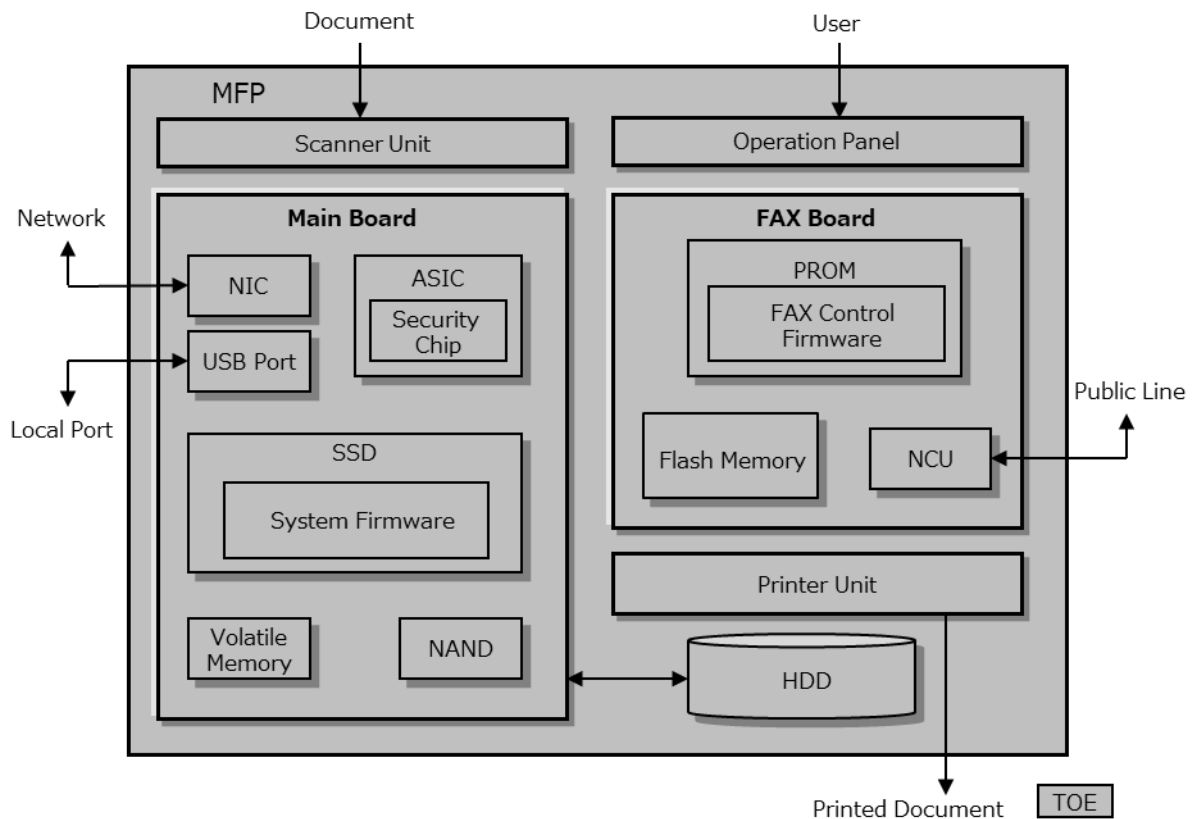 Document
User
MFP
Scanner Unit
Operation Panel
Main Board
FAX Board
Network
NIC
ASIC
Security
Chip
PROM
FAX Control
Firmware
USB Port
Local Port
Public Line
SSD
System Firmware
Flash Memory
NCU
Printer Unit
Volatile
Memory
NAND
HDD
Printed Document
TOE